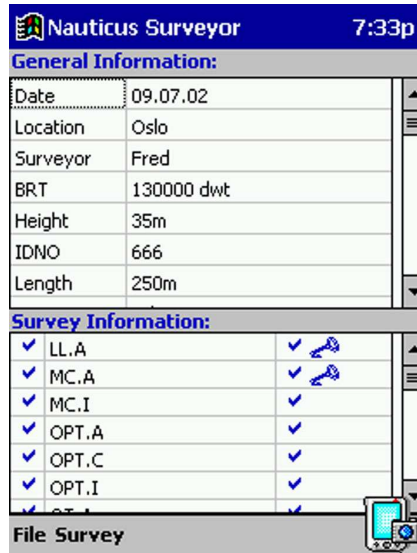 Nauticus Surveyor 7:33p
General Information:
Date 09.07.02
Location Oslo
Surveyor Fred
BRT 130000 dwt
Height 35m
IDNO 666
Length 250m
Survey Information:
LL.A
MC.A
MC.I
OPT.A
OPT.C
OPT.I
File Survey